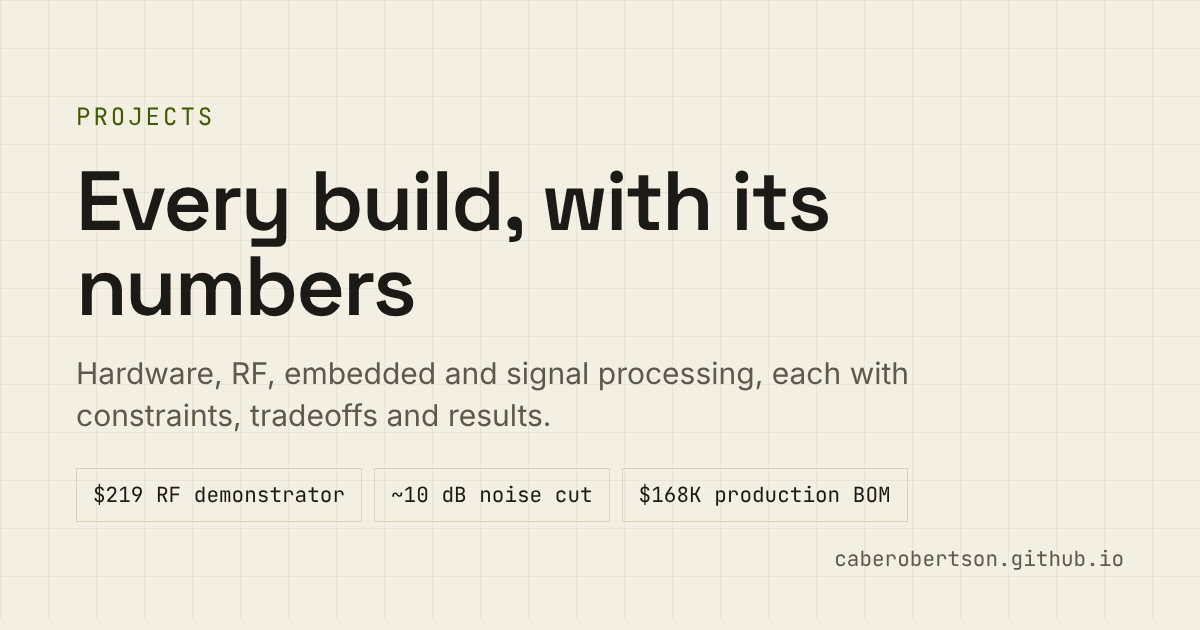 PROJECTS
Every build, with its
numbers
Hardware, RF, embedded and signal processing, each with
constraints, tradeoffs and results.
$219 RF demonstrator
~10 dB noise cut
$168K production BOM
caberobertson.github.io